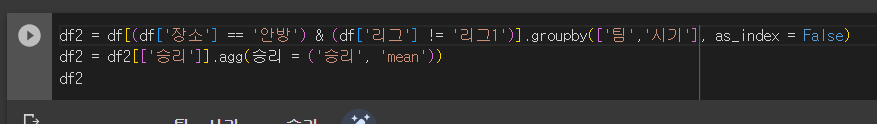 df2 = df[(df['장소'] == '안방') & (df['리그'] != '리그1')].groupby(['팀','시기'], as_index = False)
df2 = df2[['승리']].agg(승리 = ('승리', 'mean'))
df2